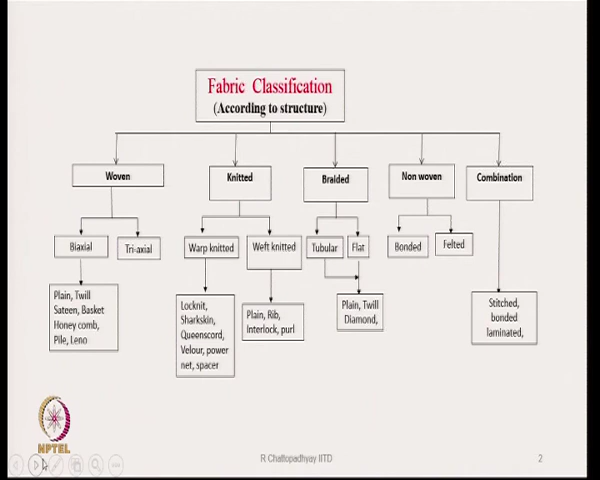 Fabric Classification
(According to structure)
Woven
Knitted
Braided
Non woven
Combination
Biaxial
Tri-axial
Warp knitted
Weft knitted
Tubular
Flat
Bonded
Felted
Plain, Twill
Sateen, Basket
Honey comb,
Pile, Leno
Locknit,
Sharkskin,
Queenscord,
Velour, power
net, spacer
Plain, Rib,
Interlock, purl
Plain, Twill
Diamond,
Stitched,
bonded
laminated,
NPTEL
R Chattopadhyay IITD
2